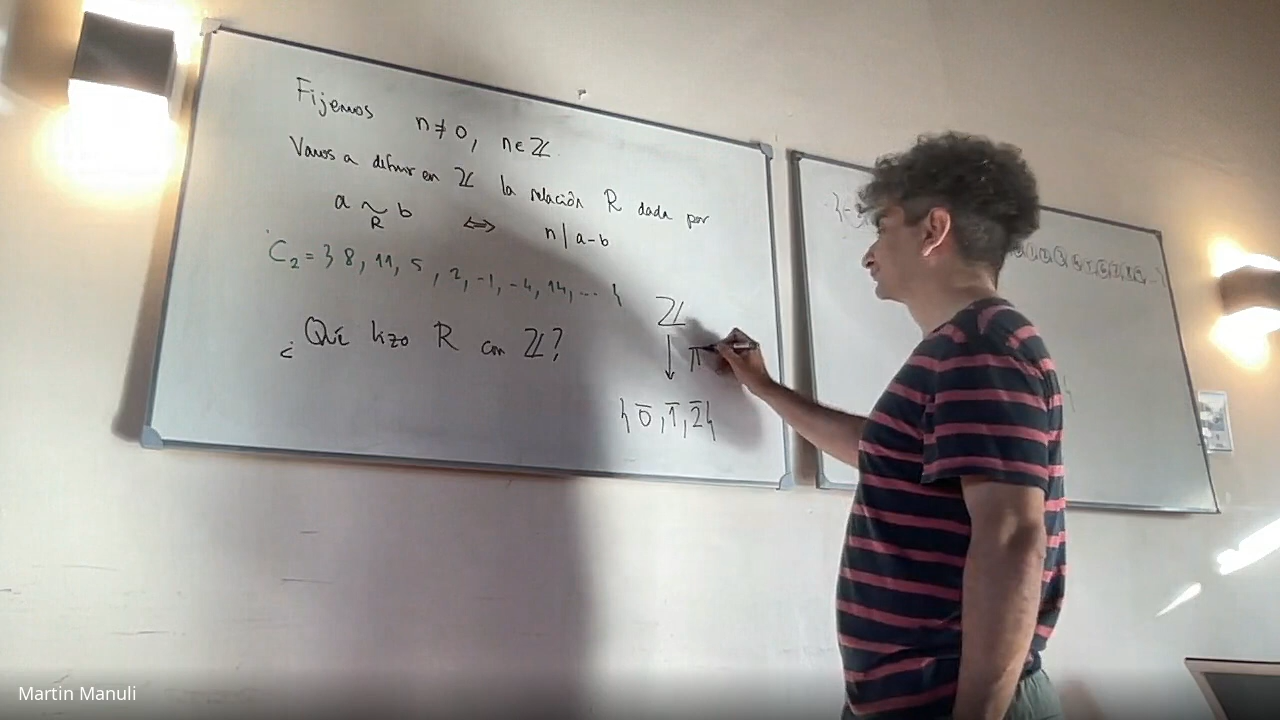 Fijemos n≠0, n∈ℤ.
Vamos a definir en ℤ la relación R dada por
a ~ b ⟺ n | a-b
R
C₂ = { 8, 11, 5, 2, -1, -4, 14, ... }
¿Qué hizo R con ℤ?
ℤ
↓ π
{ 0̅, 1̅, 2̅ }
Martin Manuli